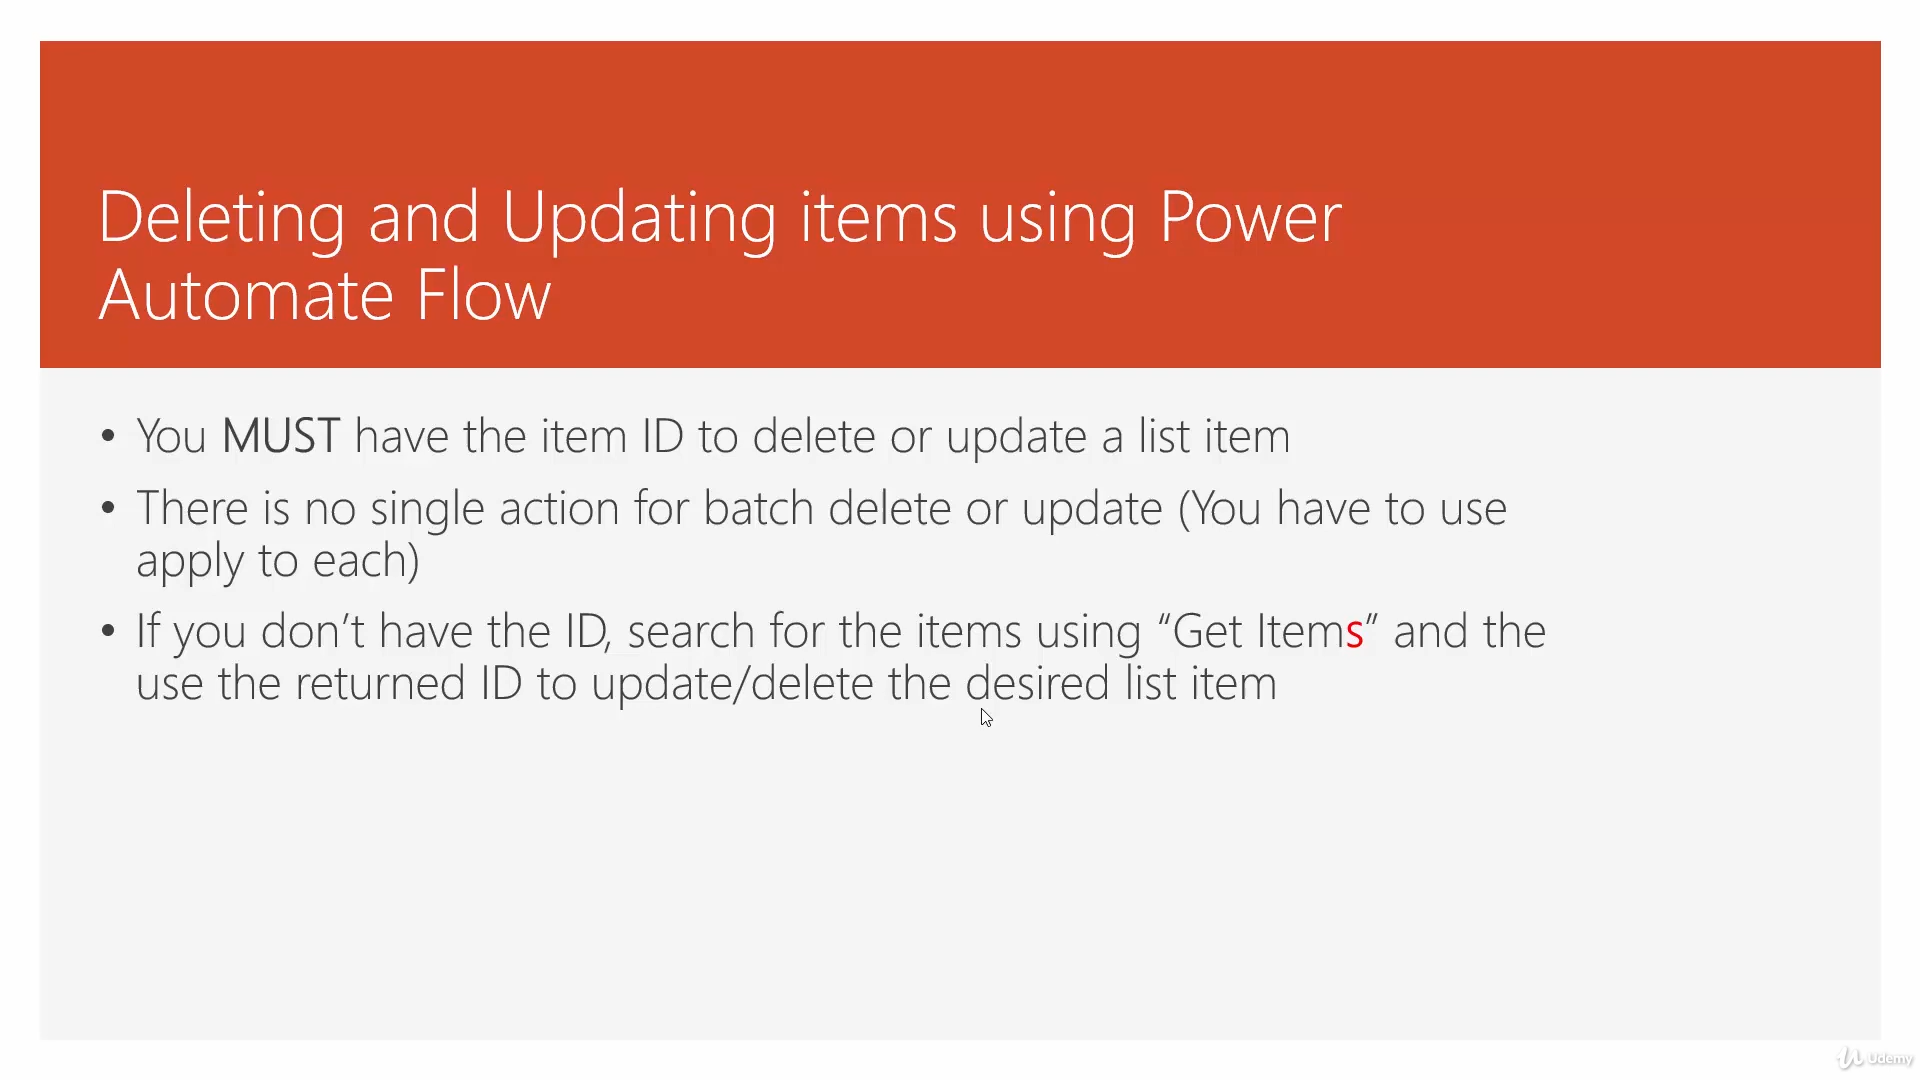 Deleting and Updating items using Power
Automate Flow
• You MUST have the item ID to delete or update a list item
• There is no single action for batch delete or update (You have to use
apply to each)
• If you don’t have the ID, search for the items using “Get Items” and the
use the returned ID to update/delete the desired list item
Udemy